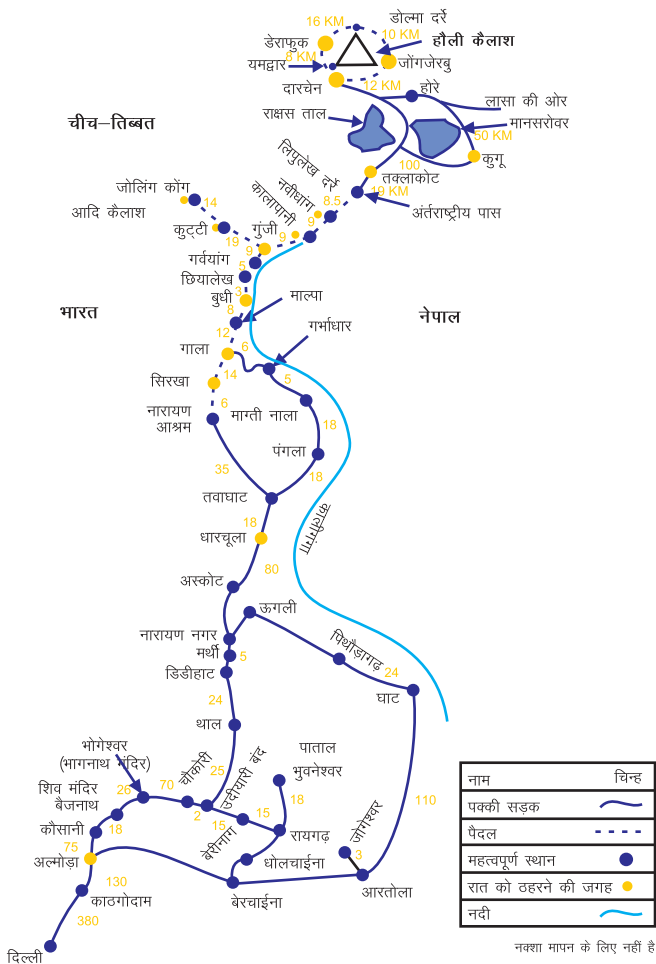 16 KM
डोल्मा दर्रे
डेराफुक
10 KM
हौली कैलाश
8 KM
यमद्वार
जोंगजेरबु
दारचेन
12 KM
होरे
लासा की ओर
राक्षस ताल
मानसरोवर
चीच–तिब्बत
50 KM
कुगू
लिपुलेख दर्रे
100
तक्लाकोट
जोलिंग कोंग
14
नवीधांग
8.5
19 KM
अंर्तराष्ट्रीय पास
आदि कैलाश
कालापानी
9
कुट्टी
19
गुंजी
9
9
गर्वयांग
5
छियालेख
3
बुधी
माल्पा
भारत
नेपाल
8
12
गर्भाधार
गाला
6
5
14
सिरखा
6
नारायण
आश्रम
माग्ती नाला
18
पंगला
35
18
तवाघाट
18
कालीगंगा
धारचूला
80
अस्कोट
ऊगली
नारायण नगर
मर्थी
5
पिथौड़ागढ़
24
डिडीहाट
घाट
24
थाल
भोगेश्वर
(भागनाथ मंदिर)
70
चौकोरी
25
उदीयारी बंद
पाताल
भुवनेश्वर
110
शिव मंदिर
बैजनाथ
26
18
2
15
15
18
कौसानी
बेरीनाग
रायगढ़
जोगेश्वर
75
अल्मोड़ा
धोलचाईना
3
130
काठगोदाम
बेरचाईना
आरतोला
380
दिल्ली
नाम
चिन्ह
पक्की सड़क
पैदल
महत्वपूर्ण स्थान
रात को ठहरने की जगह
नदी
नक्शा मापन के लिए नहीं है